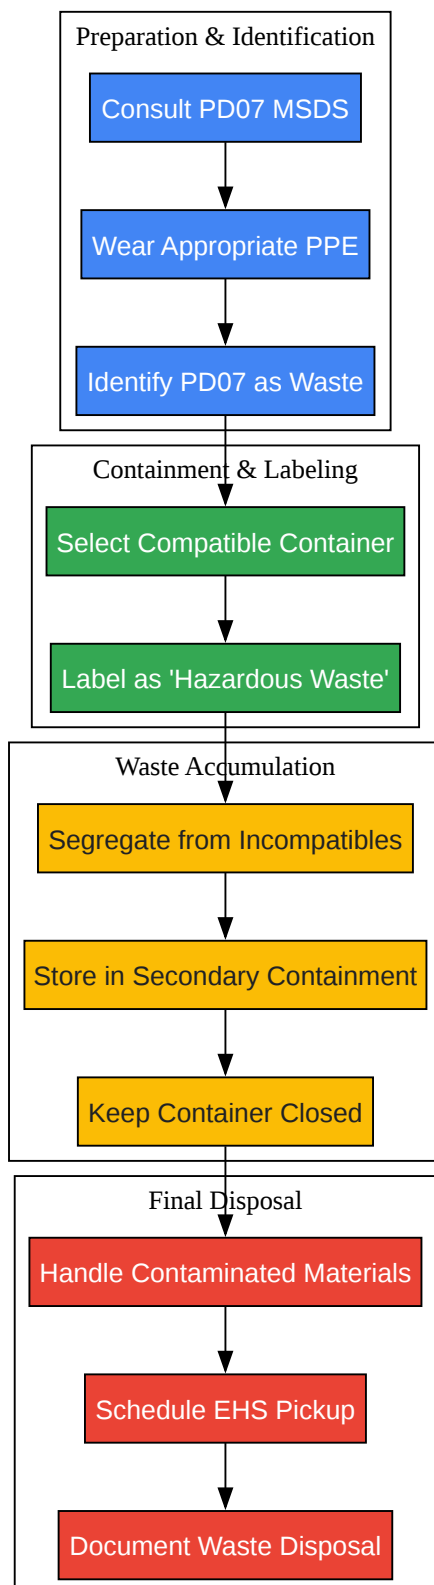 Preparation & Identification
Consult PD07 MSDS
Wear Appropriate PPE
Identify PD07 as Waste
Containment & Labeling
Select Compatible Container
Label as 'Hazardous Waste'
Waste Accumulation
Segregate from Incompatibles
Store in Secondary Containment
Keep Container Closed
Final Disposal
Handle Contaminated Materials
Schedule EHS Pickup
Document Waste Disposal